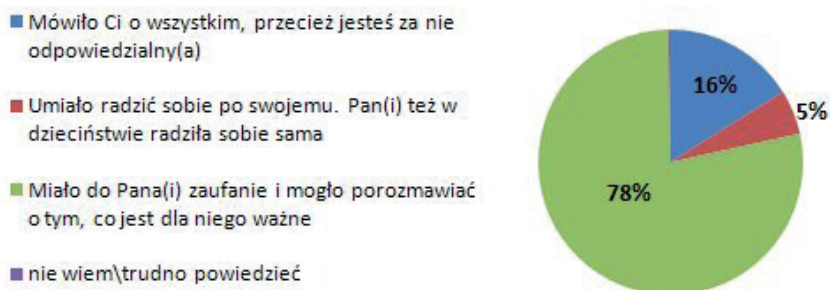 Mówiło Ci o wszystkim, przecież jesteś za nie
odpowiedzialny(a)
Umiało radzić sobie po swojemu. Pan(i) też w
dzieciństwie radziła sobie sama
Miało do Pana(i) zaufanie i mogło porozmawiać
o tym, co jest dla niego ważne
nie wiem\trudno powiedzieć
16%
5%
78%